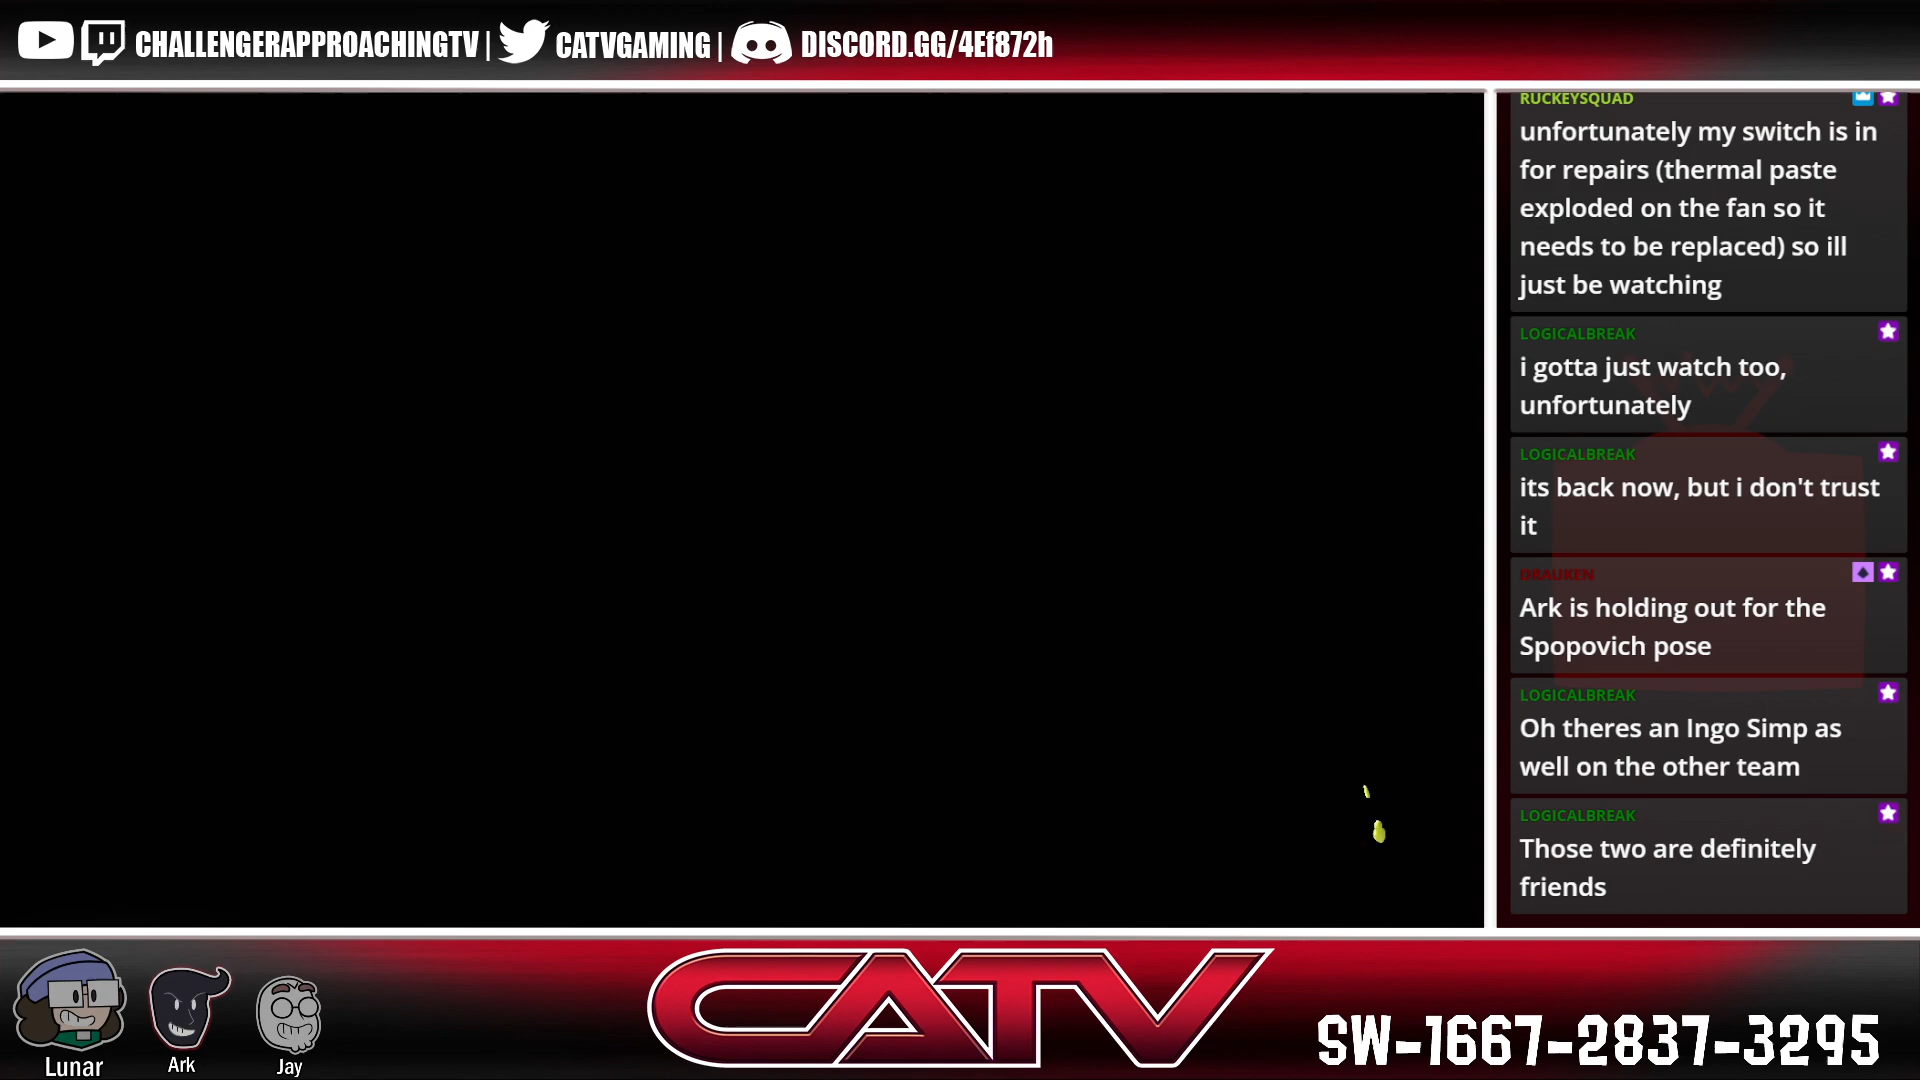 CHALLENGERAPPROACHINGTV | CATVGAMING | DISCORD.GG/4Ef872h
RUCKEYSQUAD
unfortunately my switch is in
for repairs (thermal paste
exploded on the fan so it
needs to be replaced) so ill
just be watching
LOGICALBREAK
i gotta just watch too,
unfortunately
LOGICALBREAK
its back now, but i don't trust
it
DRAUKEN
Ark is holding out for the
Spopovich pose
LOGICALBREAK
Oh theres an Ingo Simp as
well on the other team
LOGICALBREAK
Those two are definitely
friends
Lunar
Ark
Jay
CATV
SW-1667-2837-3295